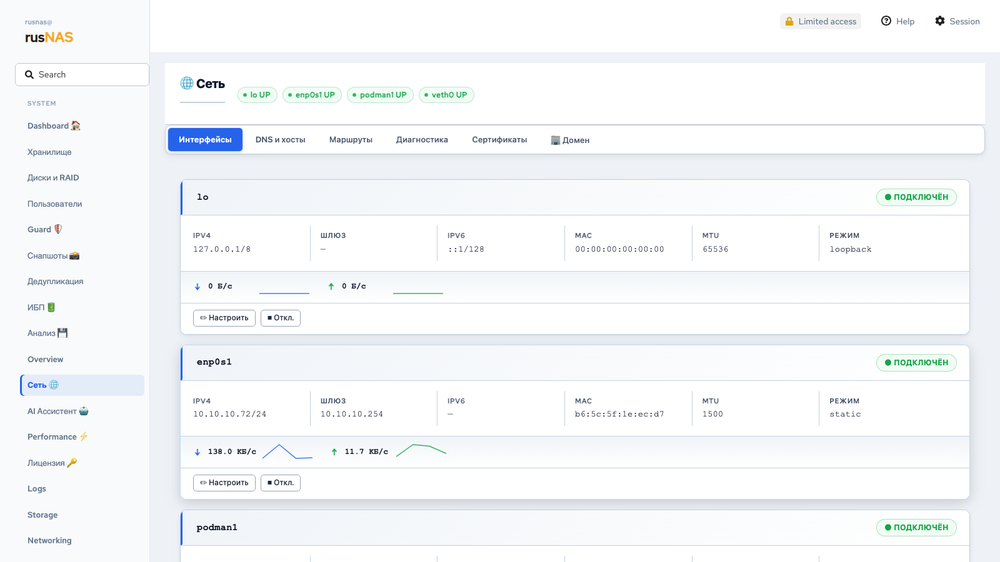 rusnas@
rusNAS
Search
SYSTEM
Dashboard
Хранилище
Диски и RAID
Пользователи
Guard
Снапшоты
Дедупликация
ИБП
Анализ
Overview
Сеть
AI Ассистент
Performance
Лицензия
Logs
Storage
Networking
Limited access
Help
Session
Сеть
lo UP
enp0s1 UP
podman1 UP
veth0 UP
Интерфейсы
DNS и хосты
Маршруты
Диагностика
Сертификаты
Домен
lo
ПОДКЛЮЧЁН
IPV4
127.0.0.1/8
ШЛЮЗ
—
IPV6
::1/128
MAC
00:00:00:00:00:00
MTU
65536
РЕЖИМ
loopback
↓ 0 Б/с
↑ 0 Б/с
Настроить
Откл.
enp0s1
ПОДКЛЮЧЁН
IPV4
10.10.10.72/24
ШЛЮЗ
10.10.10.254
IPV6
—
MAC
b6:5c:5f:1e:ec:d7
MTU
1500
РЕЖИМ
static
↓ 138.0 КБ/с
↑ 11.7 КБ/с
Настроить
Откл.
podman1
ПОДКЛЮЧЁН